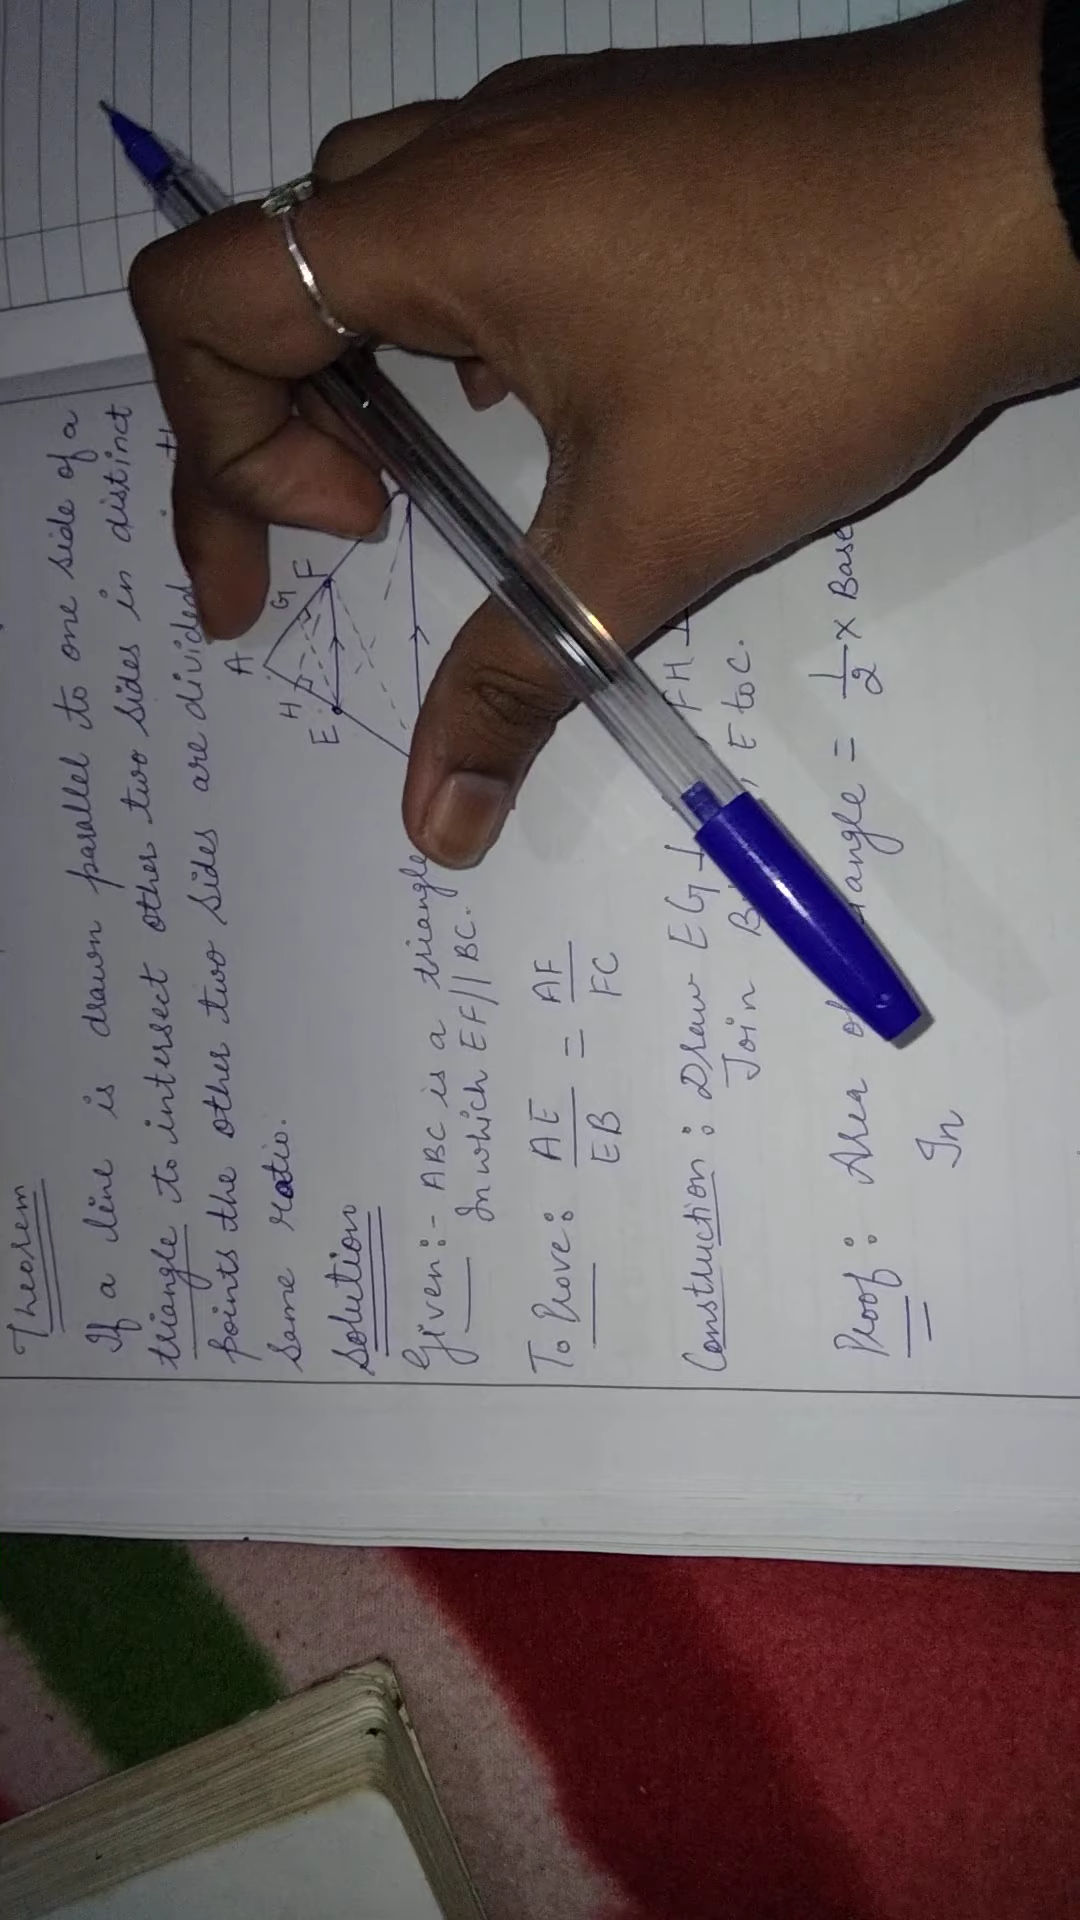 Theorem
If a line is drawn parallel to one side of a
triangle to intersect other two sides in distinct
points the other two sides are divided
same ratio.
Solution
A
H G
E F
Given:- ABC is a triangle
In which EF||BC.
To Prove: AE/EB = AF/FC
Construction: Draw EG ⊥ FH ⊥
Join E to C.
Proof: Area = 1/2 × Base
In